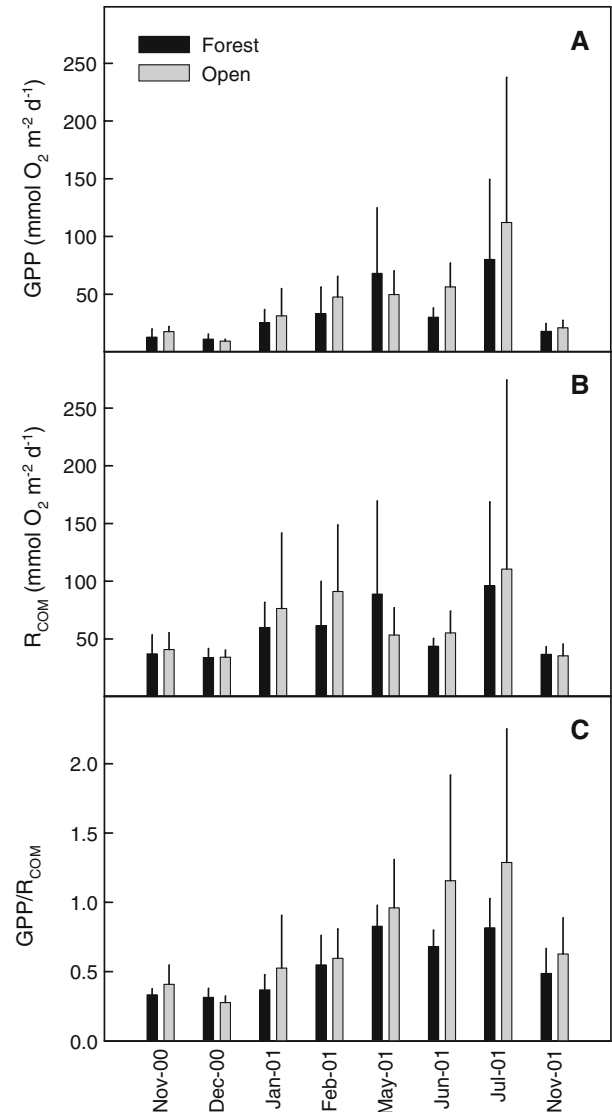 A
Forest
Open
250
200
150
100
50
GPP (mmol O₂ m⁻² d⁻¹)
B
250
200
150
100
50
R_COM (mmol O₂ m⁻² d⁻¹)
C
2.0
1.5
1.0
0.5
0.0
GPP/R_COM
Nov-00
Dec-00
Jan-01
Feb-01
May-01
Jun-01
Jul-01
Nov-01